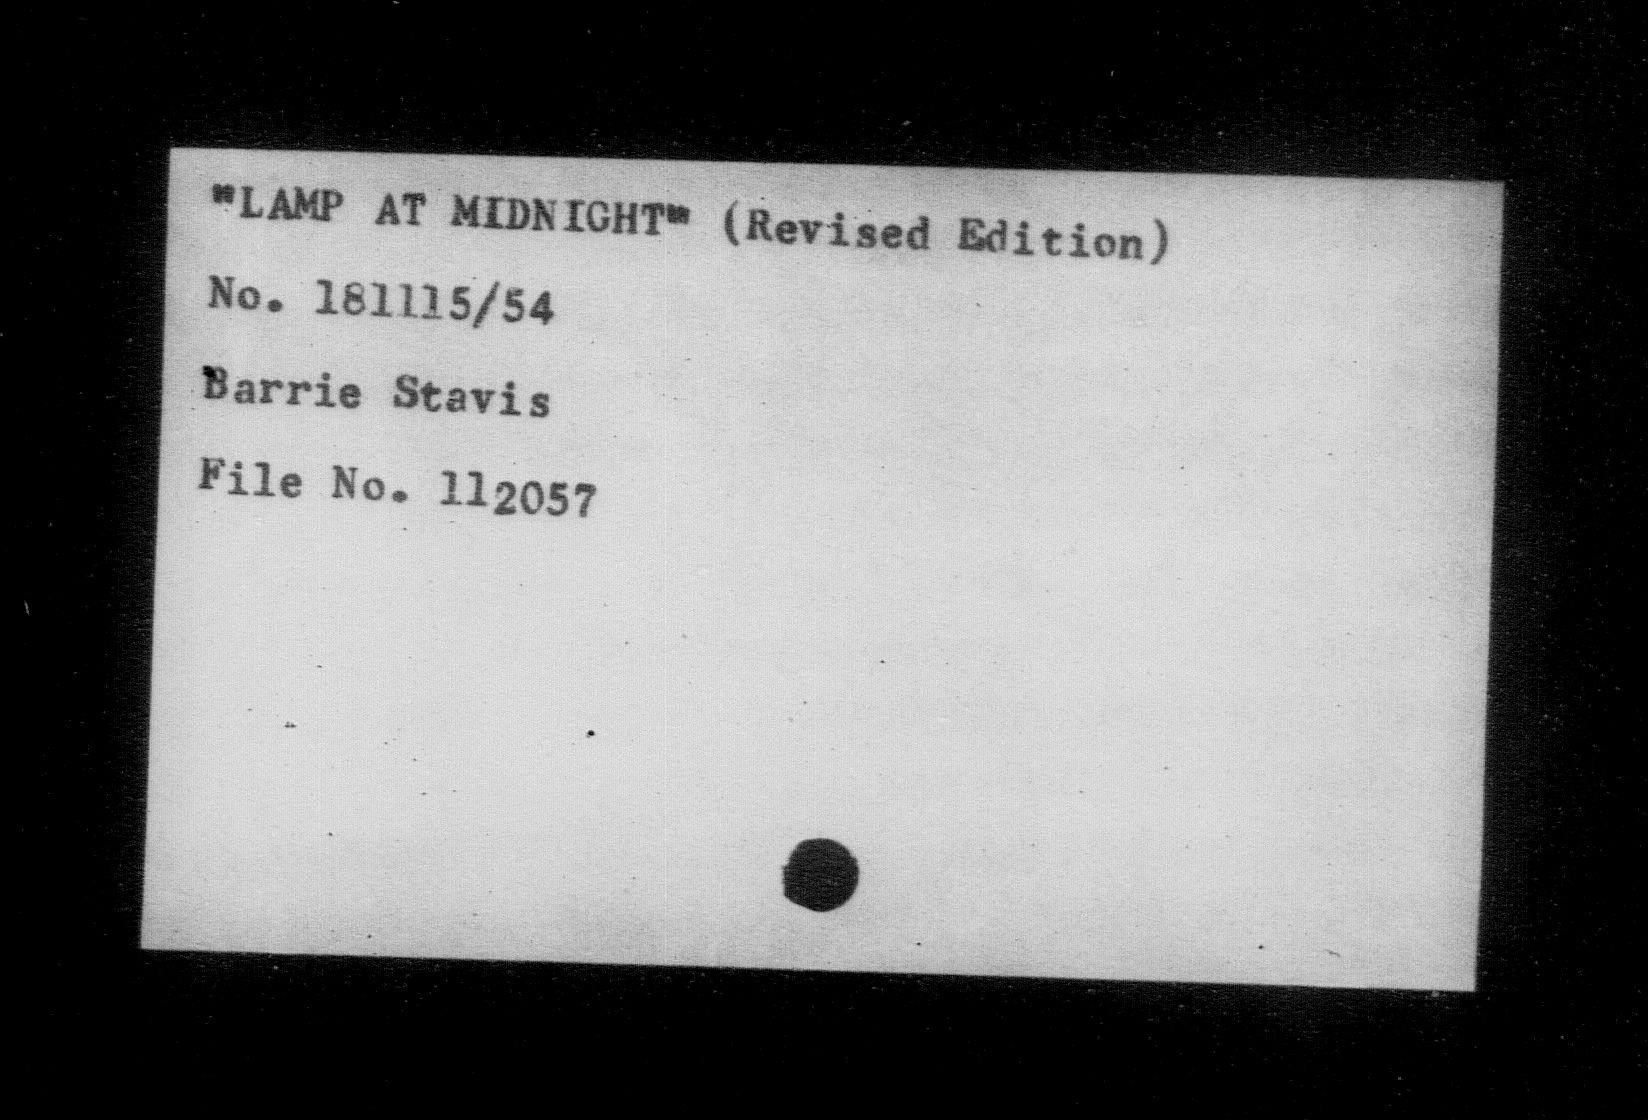 "LAMP AT MIDNIGHT" (Revised Edition)
No. 181115/54
Barrie Stavis
File No. 112057